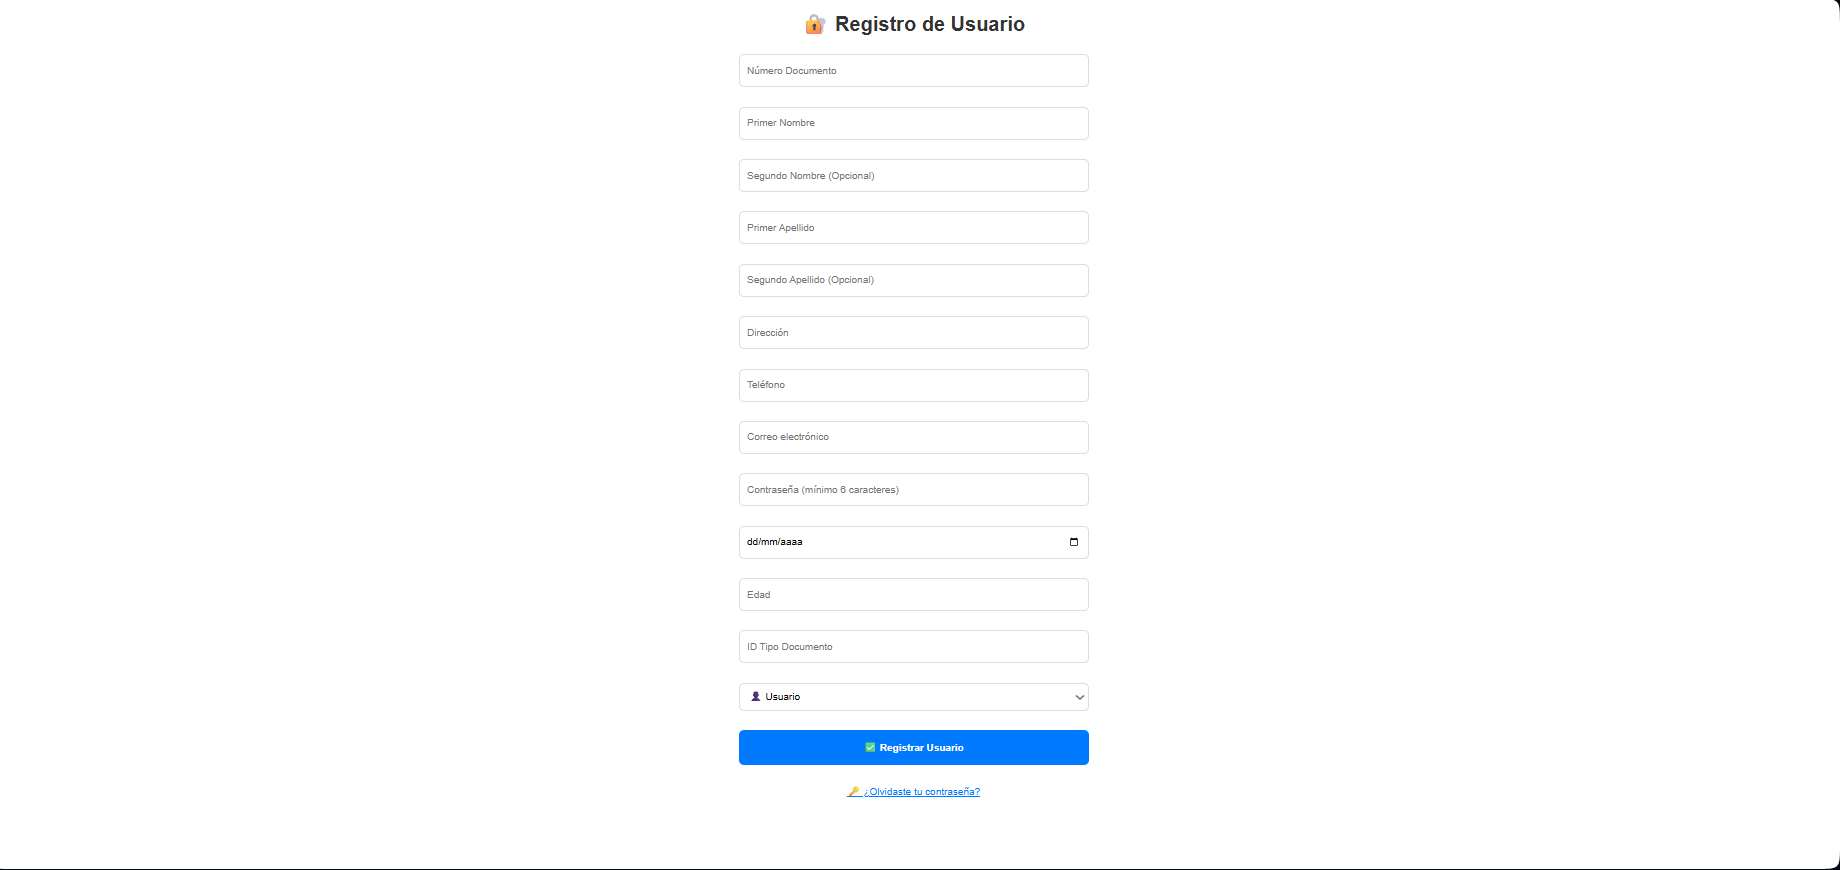 🔐 Registro de Usuario
Número Documento
Primer Nombre
Segundo Nombre (Opcional)
Primer Apellido
Segundo Apellido (Opcional)
Dirección
Teléfono
Correo electrónico
Contraseña (mínimo 6 caracteres)
dd/mm/aaaa
Edad
ID Tipo Documento
👤 Usuario
✅ Registrar Usuario
🔑 ¿Olvidaste tu contraseña?